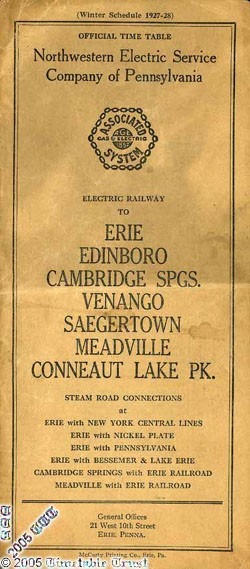 (Winter Schedule 1927-28)
OFFICIAL TIME TABLE
Northwestern Electric Service
Company of Pennsylvania
ASSOCIATED
GAS & ELECTRIC
SYSTEM
ELECTRIC RAILWAY
TO
ERIE
EDINBORO
CAMBRIDGE SPGS.
VENANGO
SAEGERTOWN
MEADVILLE
CONNEAUT LAKE PK.
STEAM ROAD CONNECTIONS
at
ERIE with NEW YORK CENTRAL LINES
ERIE with NICKEL PLATE
ERIE with PENNSYLVANIA
ERIE with BESSEMER & LAKE ERIE
CAMBRIDGE SPRINGS with ERIE RAILROAD
MEADVILLE with ERIE RAILROAD
General Offices
21 West 10th Street
ERIE, PENNA.
McCarty Printing Co., Erie, Pa.
2005
© 2005 Timetable Trust